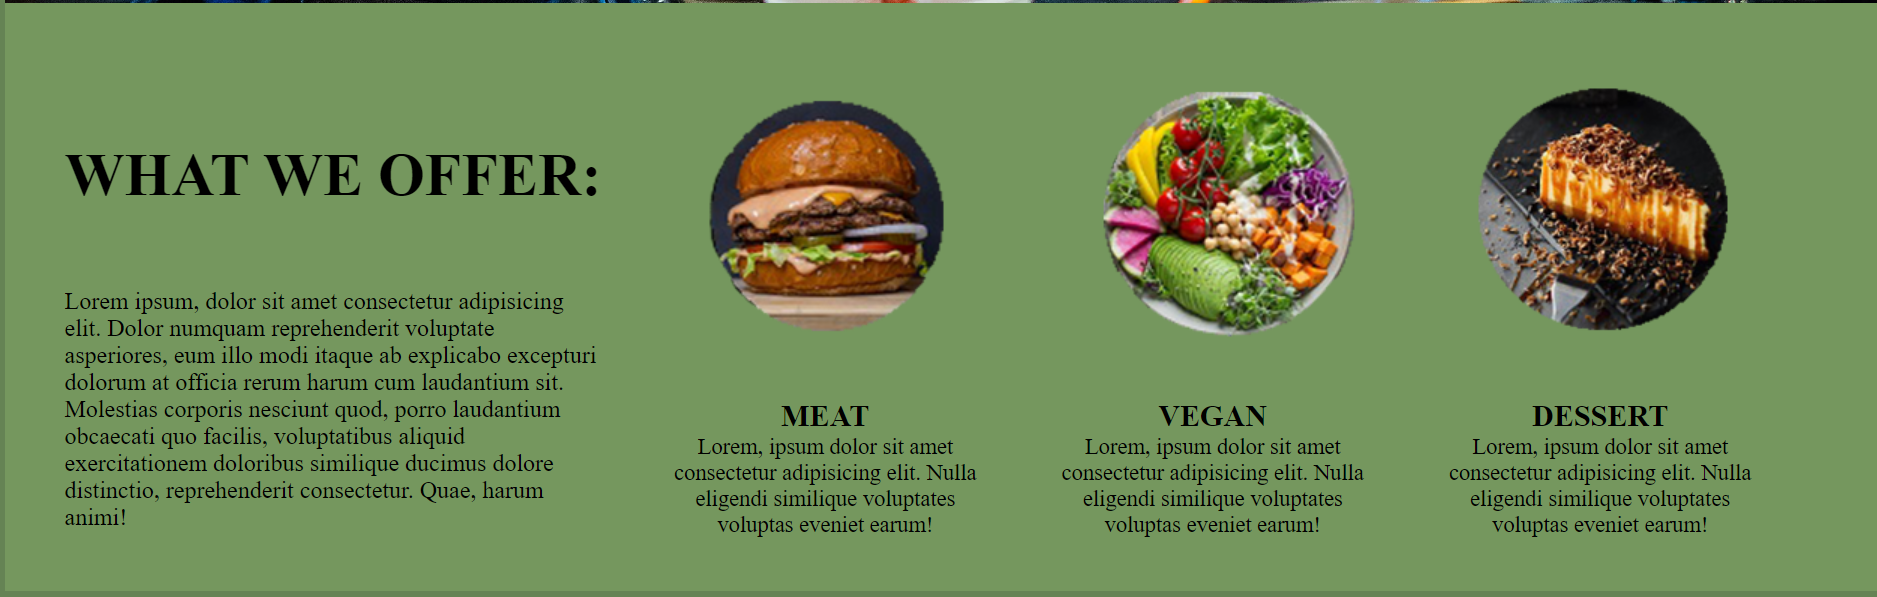 WHAT WE OFFER:
Lorem ipsum, dolor sit amet consectetur adipisicing
elit. Dolor numquam reprehenderit voluptate
asperiores, eum illo modi itaque ab explicabo excepturi
dolorum at officia rerum harum cum laudantium sit.
Molestias corporis nesciunt quod, porro laudantium
obcaecati quo facilis, voluptatibus aliquid
exercitationem doloribus similique ducimus dolore
distinctio, reprehenderit consectetur. Quae, harum
animi!
MEAT
Lorem, ipsum dolor sit amet
consectetur adipisicing elit. Nulla
eligendi similique voluptates
voluptas eveniet earum!
VEGAN
Lorem, ipsum dolor sit amet
consectetur adipisicing elit. Nulla
eligendi similique voluptates
voluptas eveniet earum!
DESSERT
Lorem, ipsum dolor sit amet
consectetur adipisicing elit. Nulla
eligendi similique voluptates
voluptas eveniet earum!